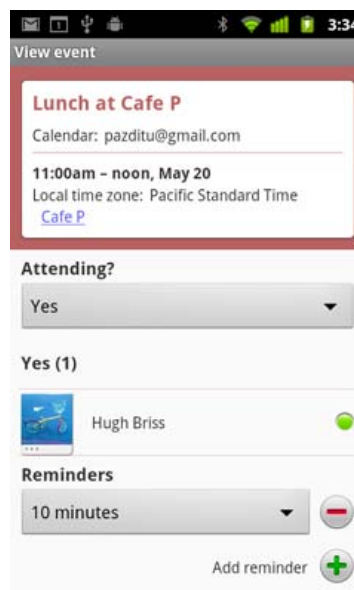 3:34
View event
Lunch at Cafe P
Calendar: pazditu@gmail.com
11:00am – noon, May 20
Local time zone: Pacific Standard Time
Cafe P
Attending?
Yes
Yes (1)
Hugh Briss
Reminders
10 minutes
Add reminder